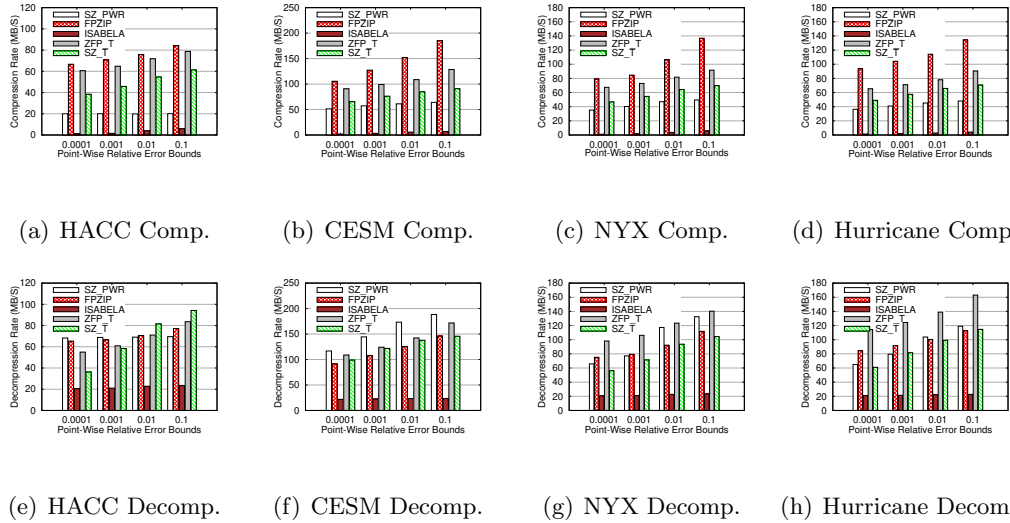 Compression Rate (MB/S)
120
100
80
60
40
20
0
SZ_PWR
FPZIP
ISABELA
ZFP_T
SZ_T
0.0001 0.001 0.01 0.1
Point-Wise Relative Error Bounds
Compression Rate (MB/S)
250
200
150
100
50
0
SZ_PWR
FPZIP
ISABELA
ZFP_T
SZ_T
0.0001 0.001 0.01 0.1
Point-Wise Relative Error Bounds
Compression Rate (MB/S)
180
160
140
120
100
80
60
40
20
0
SZ_PWR
FPZIP
ISABELA
ZFP_T
SZ_T
0.0001 0.001 0.01 0.1
Point-Wise Relative Error Bounds
Compression Rate (MB/S)
180
160
140
120
100
80
60
40
20
0
SZ_PWR
FPZIP
ISABELA
ZFP_T
SZ_T
0.0001 0.001 0.01 0.1
Point-Wise Relative Error Bounds
(a) HACC Comp.
(b) CESM Comp.
(c) NYX Comp.
(d) Hurricane Comp
Decompression Rate (MB/S)
120
100
80
60
40
20
0
SZ_PWR
FPZIP
ISABELA
ZFP_T
SZ_T
0.0001 0.001 0.01 0.1
Point-Wise Relative Error Bounds
Decompression Rate (MB/S)
250
200
150
100
50
0
SZ_PWR
FPZIP
ISABELA
ZFP_T
SZ_T
0.0001 0.001 0.01 0.1
Point-Wise Relative Error Bounds
Decompression Rate (MB/S)
180
160
140
120
100
80
60
40
20
0
SZ_PWR
FPZIP
ISABELA
ZFP_T
SZ_T
0.0001 0.001 0.01 0.1
Point-Wise Relative Error Bounds
Decompression Rate (MB/S)
180
160
140
120
100
80
60
40
20
0
SZ_PWR
FPZIP
ISABELA
ZFP_T
SZ_T
0.0001 0.001 0.01 0.1
Point-Wise Relative Error Bounds
(e) HACC Decomp.
(f) CESM Decomp.
(g) NYX Decomp.
(h) Hurricane Decom